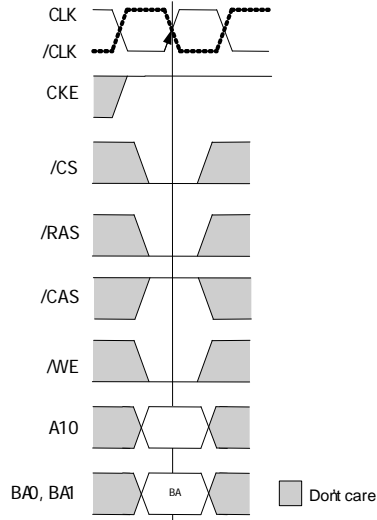 CLK
/CLK
CKE
/CS
/RAS
/CAS
/WE
A10
BA0, BA1
BA
Don't care